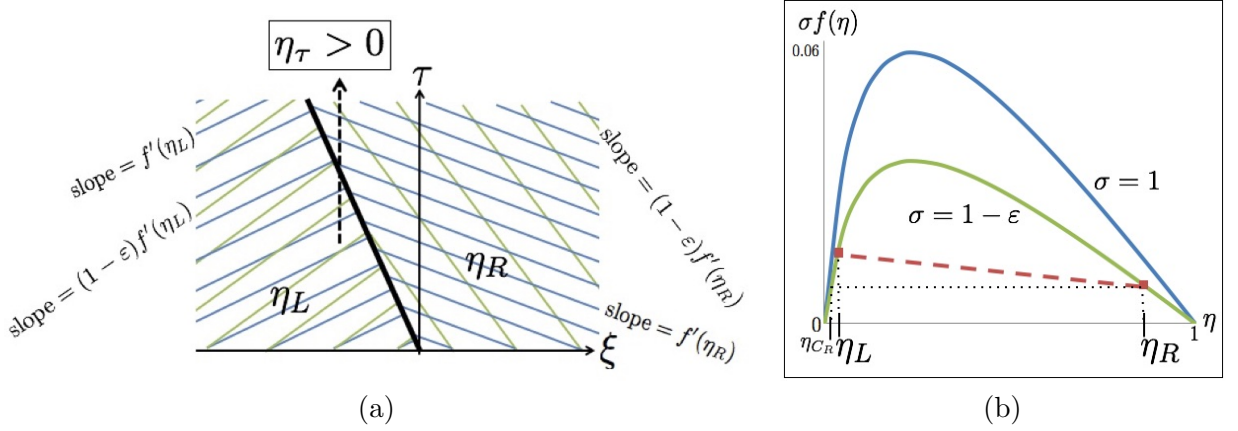 η_τ > 0
τ
slope = f′(η_L)
slope = (1 − ε)f′(η_L)
η_L
η_R
slope = (1 − ε)f′(η_R)
slope = f′(η_R)
ξ
(a)
σf(η)
0.06
σ = 1
σ = 1 − ε
0
η
η_{C_R}
η_L
η_R
1
(b)